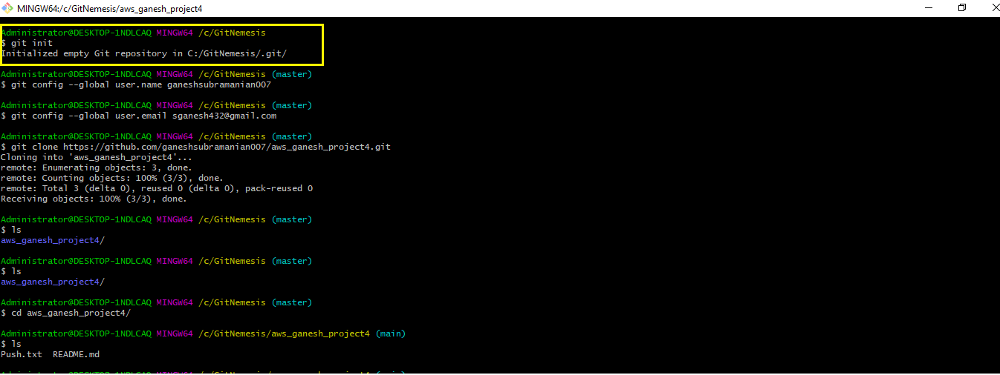 MINGW64:/c/GitNemesis/aws_ganesh_project4
Administrator@DESKTOP-1NDLCAQ MINGW64 /c/GitNemesis
$ git init
Initialized empty Git repository in C:/GitNemesis/.git/
Administrator@DESKTOP-1NDLCAQ MINGW64 /c/GitNemesis (master)
$ git config --global user.name ganeshsubramanian007
Administrator@DESKTOP-1NDLCAQ MINGW64 /c/GitNemesis (master)
$ git config --global user.email sganesh432@gmail.com
Administrator@DESKTOP-1NDLCAQ MINGW64 /c/GitNemesis (master)
$ git clone https://github.com/ganeshsubramanian007/aws_ganesh_project4.git
Cloning into 'aws_ganesh_project4'...
remote: Enumerating objects: 3, done.
remote: Counting objects: 100% (3/3), done.
remote: Total 3 (delta 0), reused 0 (delta 0), pack-reused 0
Receiving objects: 100% (3/3), done.
Administrator@DESKTOP-1NDLCAQ MINGW64 /c/GitNemesis (master)
$ ls
aws_ganesh_project4/
Administrator@DESKTOP-1NDLCAQ MINGW64 /c/GitNemesis (master)
$ ls
aws_ganesh_project4/
Administrator@DESKTOP-1NDLCAQ MINGW64 /c/GitNemesis (master)
$ cd aws_ganesh_project4/
Administrator@DESKTOP-1NDLCAQ MINGW64 /c/GitNemesis/aws_ganesh_project4 (main)
$ ls
Push.txt  README.md